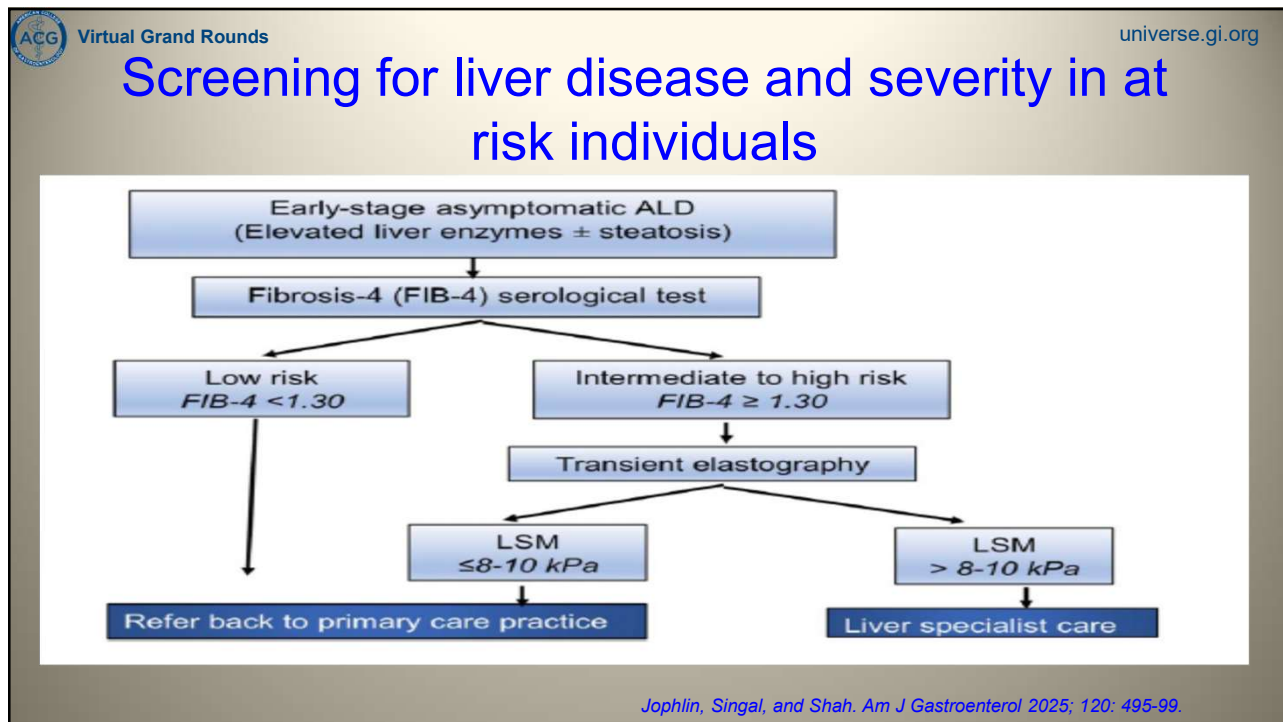 ACG
Virtual Grand Rounds
universe.gi.org
Screening for liver disease and severity in at
risk individuals
Early-stage asymptomatic ALD
(Elevated liver enzymes ± steatosis)
Fibrosis-4 (FIB-4) serological test
Low risk
FIB-4 <1.30
Intermediate to high risk
FIB-4 ≥ 1.30
Transient elastography
LSM
≤8-10 kPa
LSM
> 8-10 kPa
Refer back to primary care practice
Liver specialist care
Jophlin, Singal, and Shah. Am J Gastroenterol 2025; 120: 495-99.